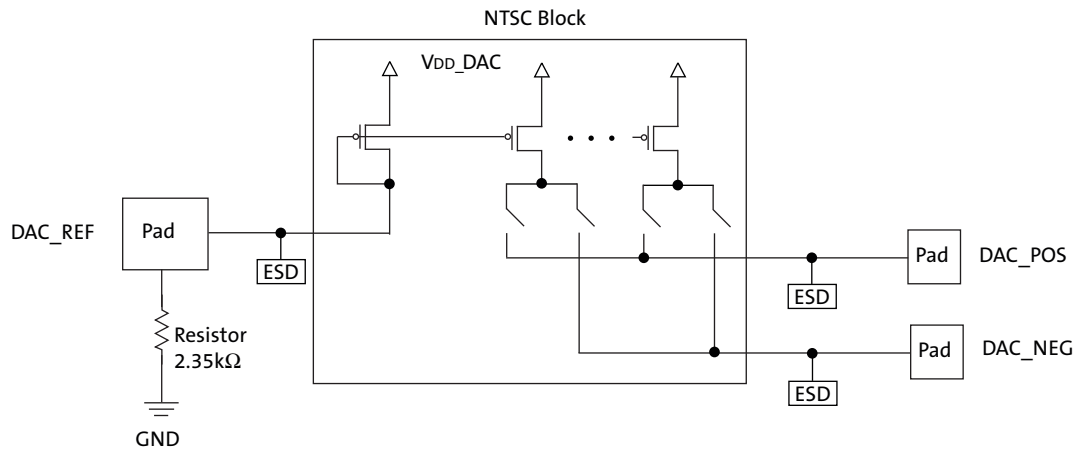 NTSC Block
VDD_DAC
DAC_REF
Pad
ESD
Resistor
2.35kΩ
GND
Pad
DAC_POS
ESD
Pad
DAC_NEG
ESD